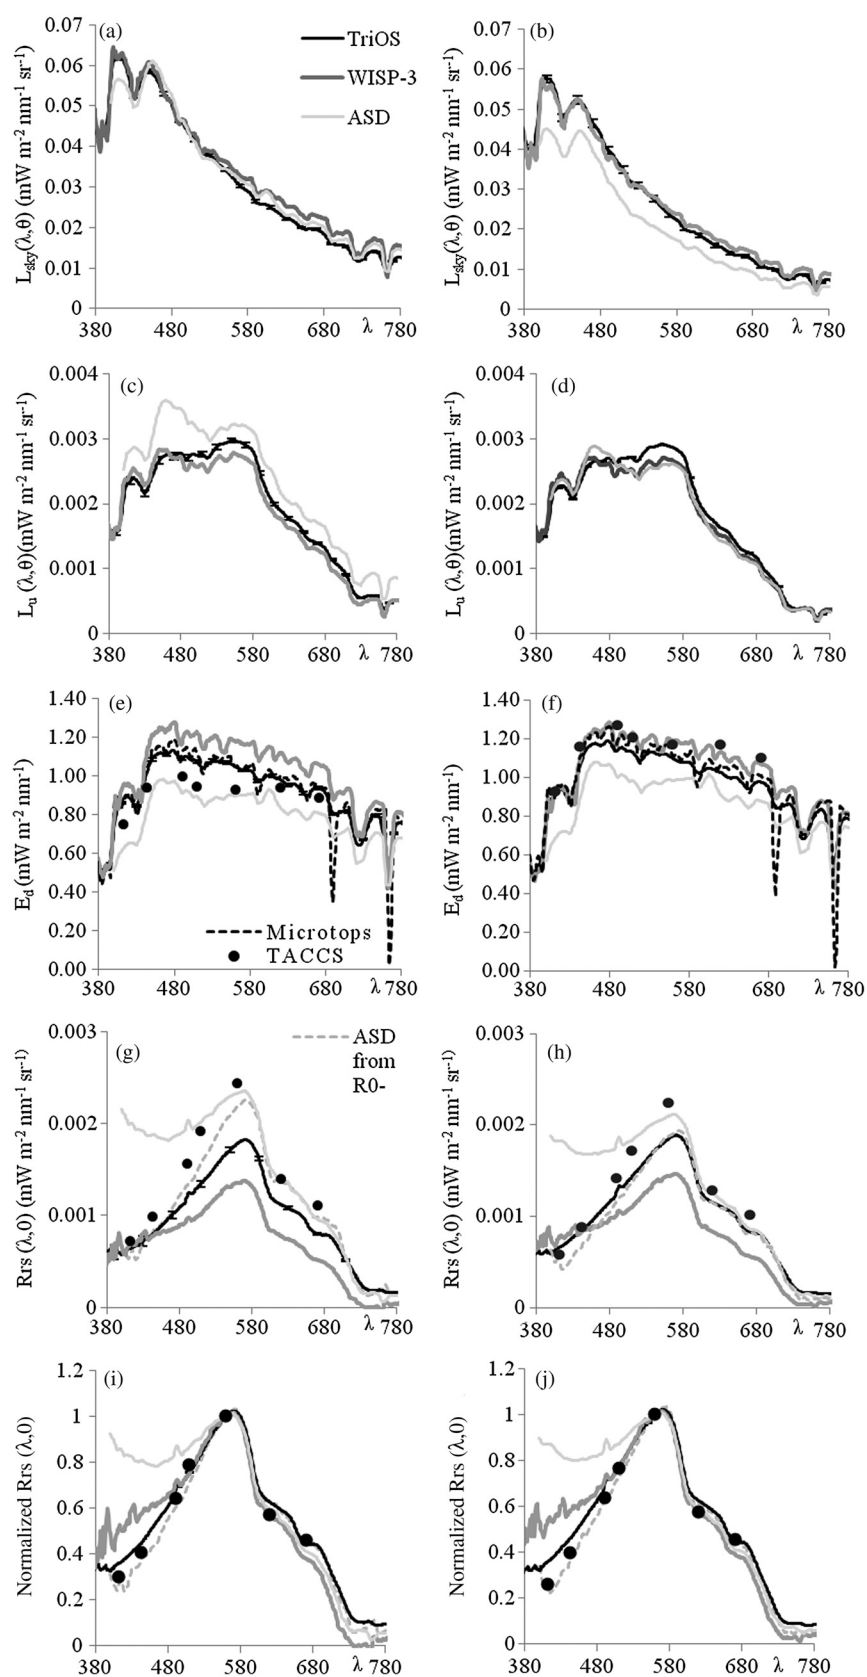 (a)
TriOS
WISP-3
ASD
L_sky(λ,θ) (mW m⁻² nm⁻¹ sr⁻¹)
0.07
0.06
0.05
0.04
0.03
0.02
0.01
0
380 480 580 680 λ 780
(b)
L_sky(λ,θ) (mW m⁻² nm⁻¹ sr⁻¹)
0.07
0.06
0.05
0.04
0.03
0.02
0.01
0
380 480 580 680 λ 780
(c)
L_u (λ,θ)(mW m⁻² nm⁻¹ sr⁻¹)
0.004
0.003
0.002
0.001
0
380 480 580 680 λ 780
(d)
L_u (λ,θ)(mW m⁻² nm⁻¹ sr⁻¹)
0.004
0.003
0.002
0.001
0
380 480 580 680 λ 780
(e)
E_d (mW m⁻² nm⁻¹)
1.40
1.20
1.00
0.80
0.60
0.40
0.20
0.00
Microtops
TACCS
380 480 580 680 λ 780
(f)
E_d (mW m⁻² nm⁻¹)
1.40
1.20
1.00
0.80
0.60
0.40
0.20
0.00
380 480 580 680 λ 780
(g)
ASD
from
R0-
Rrs (λ,0) (mW m⁻² nm⁻¹ sr⁻¹)
0.003
0.002
0.001
0
380 480 580 680 λ 780
(h)
Rrs (λ,0) (mW m⁻² nm⁻¹ sr⁻¹)
0.003
0.002
0.001
0
380 480 580 680 λ 780
(i)
Normalized Rrs (λ,0)
1.2
1
0.8
0.6
0.4
0.2
0
380 480 580 680 λ 780
(j)
Normalized Rrs (λ,0)
1.2
1
0.8
0.6
0.4
0.2
0
380 480 580 680 λ 780